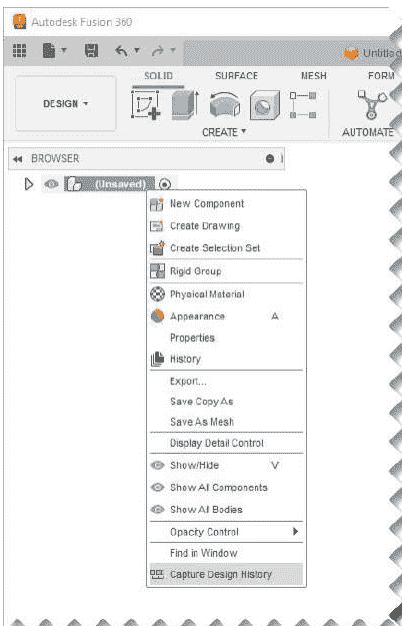 Autodesk Fusion 360
Untitled
SOLID SURFACE MESH FORM
DESIGN
CREATE AUTOMATE
BROWSER
(Unsaved)
New Component
Create Drawing
Create Selection Set
Rigid Group
Physical Material
Appearance A
Properties
History
Export...
Save Copy As
Save As Mesh
Display Detail Control
Show/Hide V
Show All Components
Show All Bodies
Opacity Control
Find in Window
Capture Design History